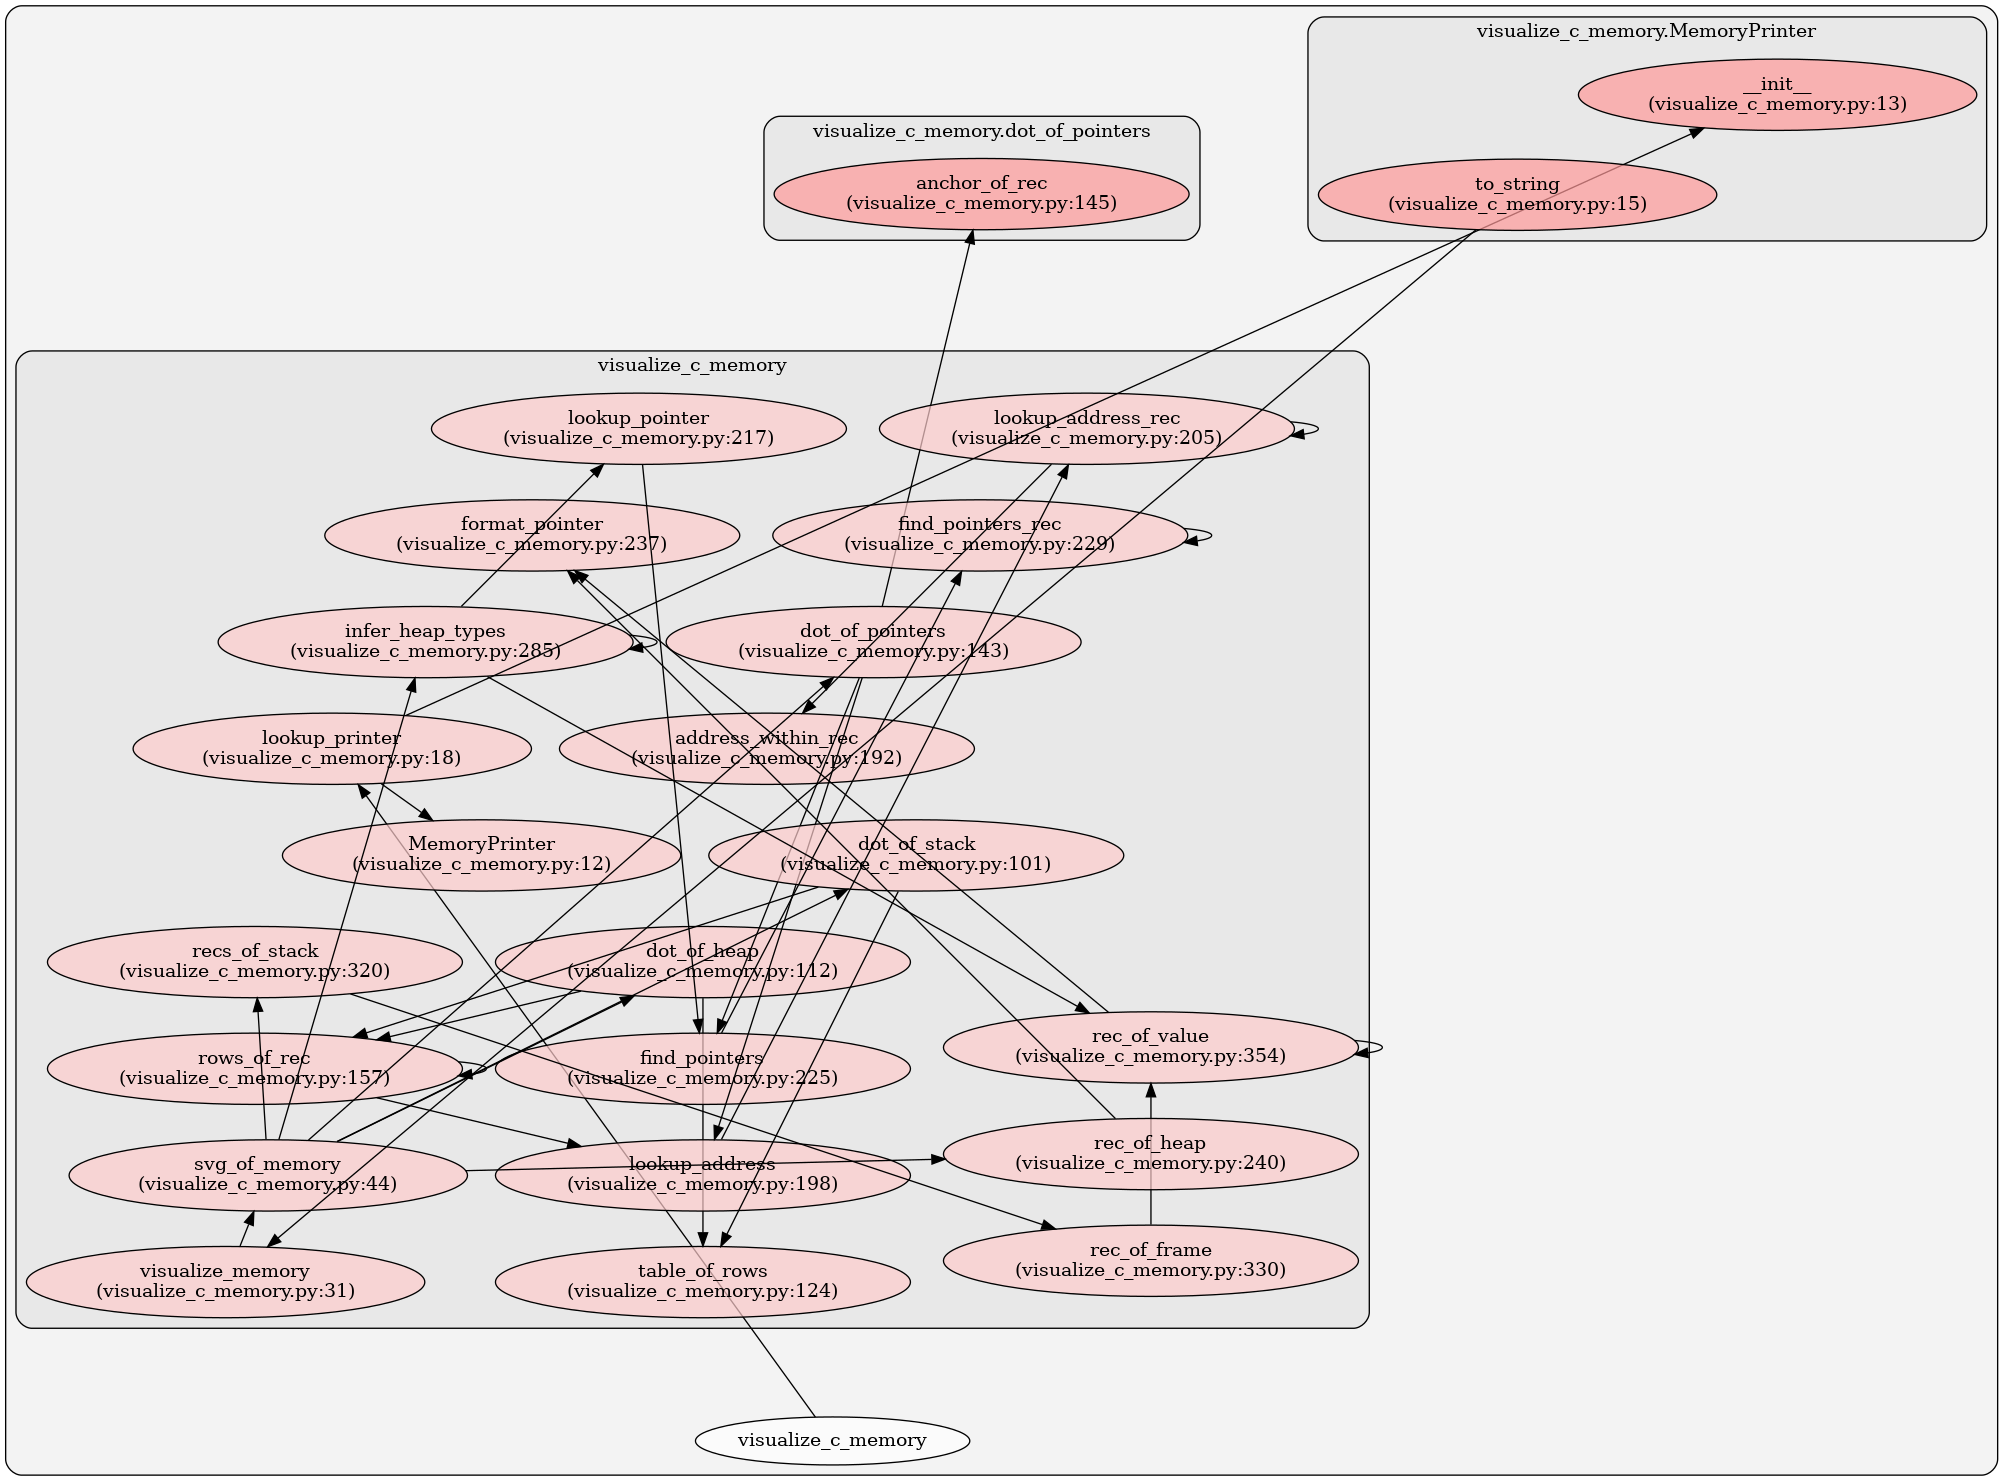 visualize_c_memory.MemoryPrinter
__init__
(visualize_c_memory.py:13)
visualize_c_memory.dot_of_pointers
anchor_of_rec
(visualize_c_memory.py:145)
to_string
(visualize_c_memory.py:15)
visualize_c_memory
lookup_pointer
(visualize_c_memory.py:217)
lookup_address_rec
(visualize_c_memory.py:205)
format_pointer
(visualize_c_memory.py:237)
find_pointers_rec
(visualize_c_memory.py:229)
infer_heap_types
(visualize_c_memory.py:285)
dot_of_pointers
(visualize_c_memory.py:143)
lookup_printer
(visualize_c_memory.py:18)
address_within_rec
(visualize_c_memory.py:192)
MemoryPrinter
(visualize_c_memory.py:12)
dot_of_stack
(visualize_c_memory.py:101)
recs_of_stack
(visualize_c_memory.py:320)
dot_of_heap
(visualize_c_memory.py:112)
rows_of_rec
(visualize_c_memory.py:157)
find_pointers
(visualize_c_memory.py:225)
rec_of_value
(visualize_c_memory.py:354)
svg_of_memory
(visualize_c_memory.py:44)
lookup_address
(visualize_c_memory.py:198)
rec_of_heap
(visualize_c_memory.py:240)
visualize_memory
(visualize_c_memory.py:31)
table_of_rows
(visualize_c_memory.py:124)
rec_of_frame
(visualize_c_memory.py:330)
visualize_c_memory